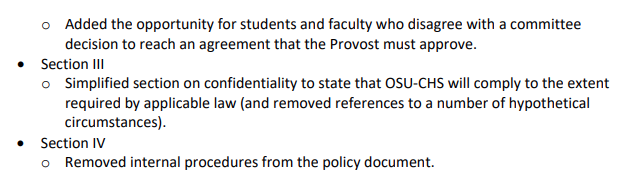 o Added the opportunity for students and faculty who disagree with a committee
decision to reach an agreement that the Provost must approve.
• Section III
o Simplified section on confidentiality to state that OSU-CHS will comply to the extent
required by applicable law (and removed references to a number of hypothetical
circumstances).
• Section IV
o Removed internal procedures from the policy document.